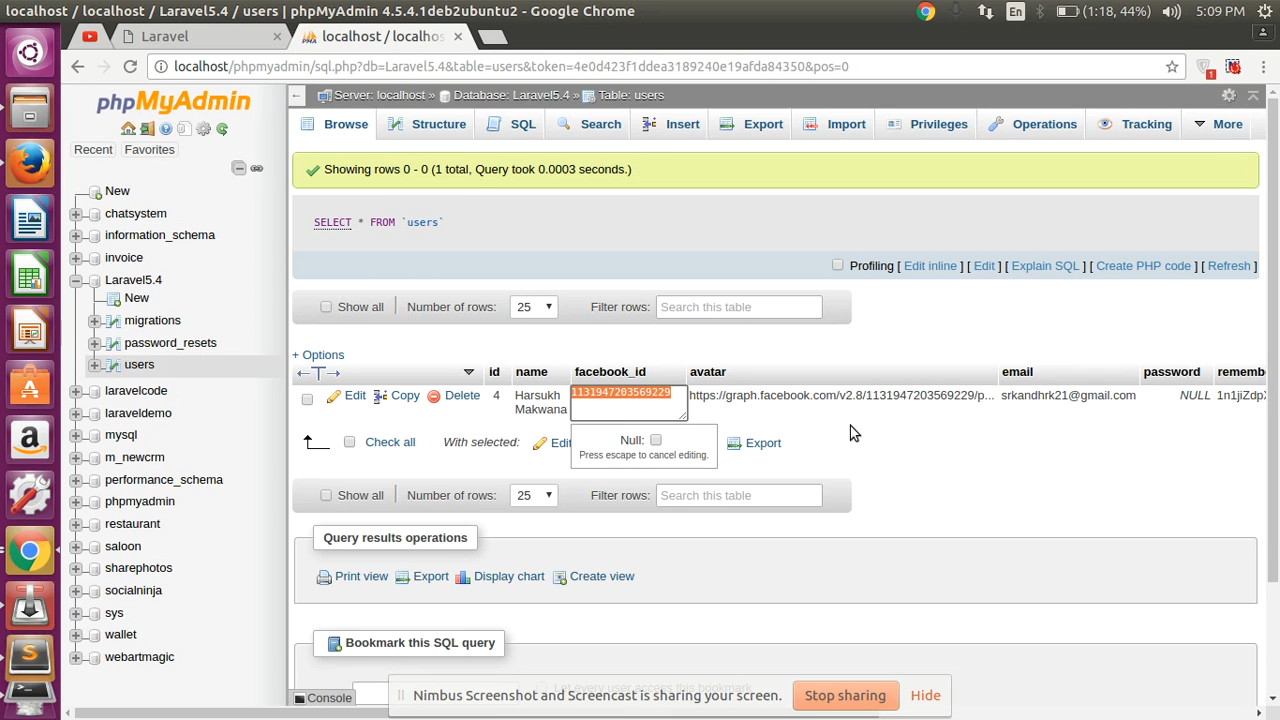 localhost / localhost / Laravel5.4 / users | phpMyAdmin 4.5.4.1deb2ubuntu2 - Google Chrome
En (1:18, 44%) 5:09 PM
Laravel × localhost / localhos ×
localhost/phpmyadmin/sql.php?db=Laravel5.4&table=users&token=4e0d423f1ddea3189240e19afda84350&pos=0
1
phpMyAdmin
Recent Favorites
New
chatsystem
information_schema
invoice
Laravel5.4
New
migrations
password_resets
users
laravelcode
laraveldemo
mysql
m_newcrm
performance_schema
phpmyadmin
restaurant
saloon
sharephotos
socialninja
sys
wallet
webartmagic
Server: localhost » Database: Laravel5.4 » Table: users
Browse Structure SQL Search Insert Export Import Privileges Operations Tracking More
Showing rows 0 - 0 (1 total, Query took 0.0003 seconds.)
SELECT * FROM `users`
Profiling [ Edit inline ] [ Edit ] [ Explain SQL ] [ Create PHP code ] [ Refresh ]
Show all Number of rows: 25 Filter rows: Search this table
+ Options
←T→ id name facebook_id avatar email password rememb
Edit Copy Delete 4 Harsukh 1131947203569229 https://graph.facebook.com/v2.8/1131947203569229/p... srkandhrk21@gmail.com NULL 1n1jiZdpX
Makwana
Check all With selected: Edit Null: Export
Press escape to cancel editing.
Show all Number of rows: 25 Filter rows: Search this table
Query results operations
Print view Export Display chart Create view
Bookmark this SQL query
Let every user access this bookmark
Console
Nimbus Screenshot and Screencast is sharing your screen. Stop sharing Hide